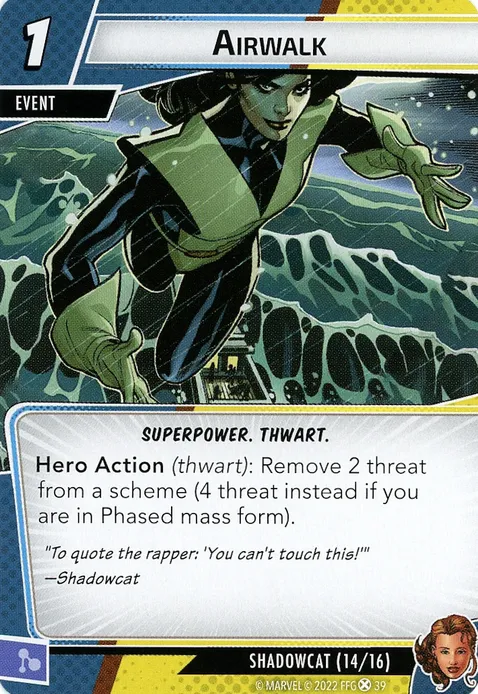 1
AIRWALK
EVENT
SUPERPOWER. THWART.
Hero Action (thwart): Remove 2 threat
from a scheme (4 threat instead if you
are in Phased mass form).
"To quote the rapper: 'You can't touch this!'"
—Shadowcat
SHADOWCAT (14/16)
© MARVEL © 2022 FFG 39